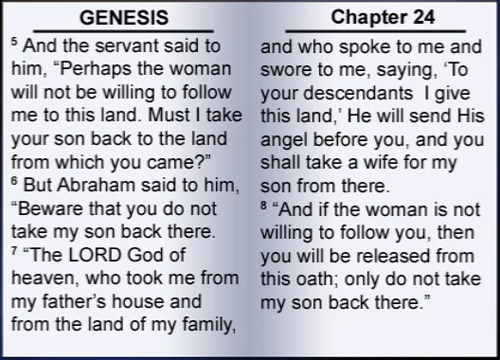 GENESIS
⁵ And the servant said to
him, “Perhaps the woman
will not be willing to follow
me to this land. Must I take
your son back to the land
from which you came?”
⁶ But Abraham said to him,
“Beware that you do not
take my son back there.
⁷ “The LORD God of
heaven, who took me from
my father’s house and
from the land of my family,
Chapter 24
and who spoke to me and
swore to me, saying, ‘To
your descendants I give
this land,’ He will send His
angel before you, and you
shall take a wife for my
son from there.
⁸ “And if the woman is not
willing to follow you, then
you will be released from
this oath; only do not take
my son back there.”